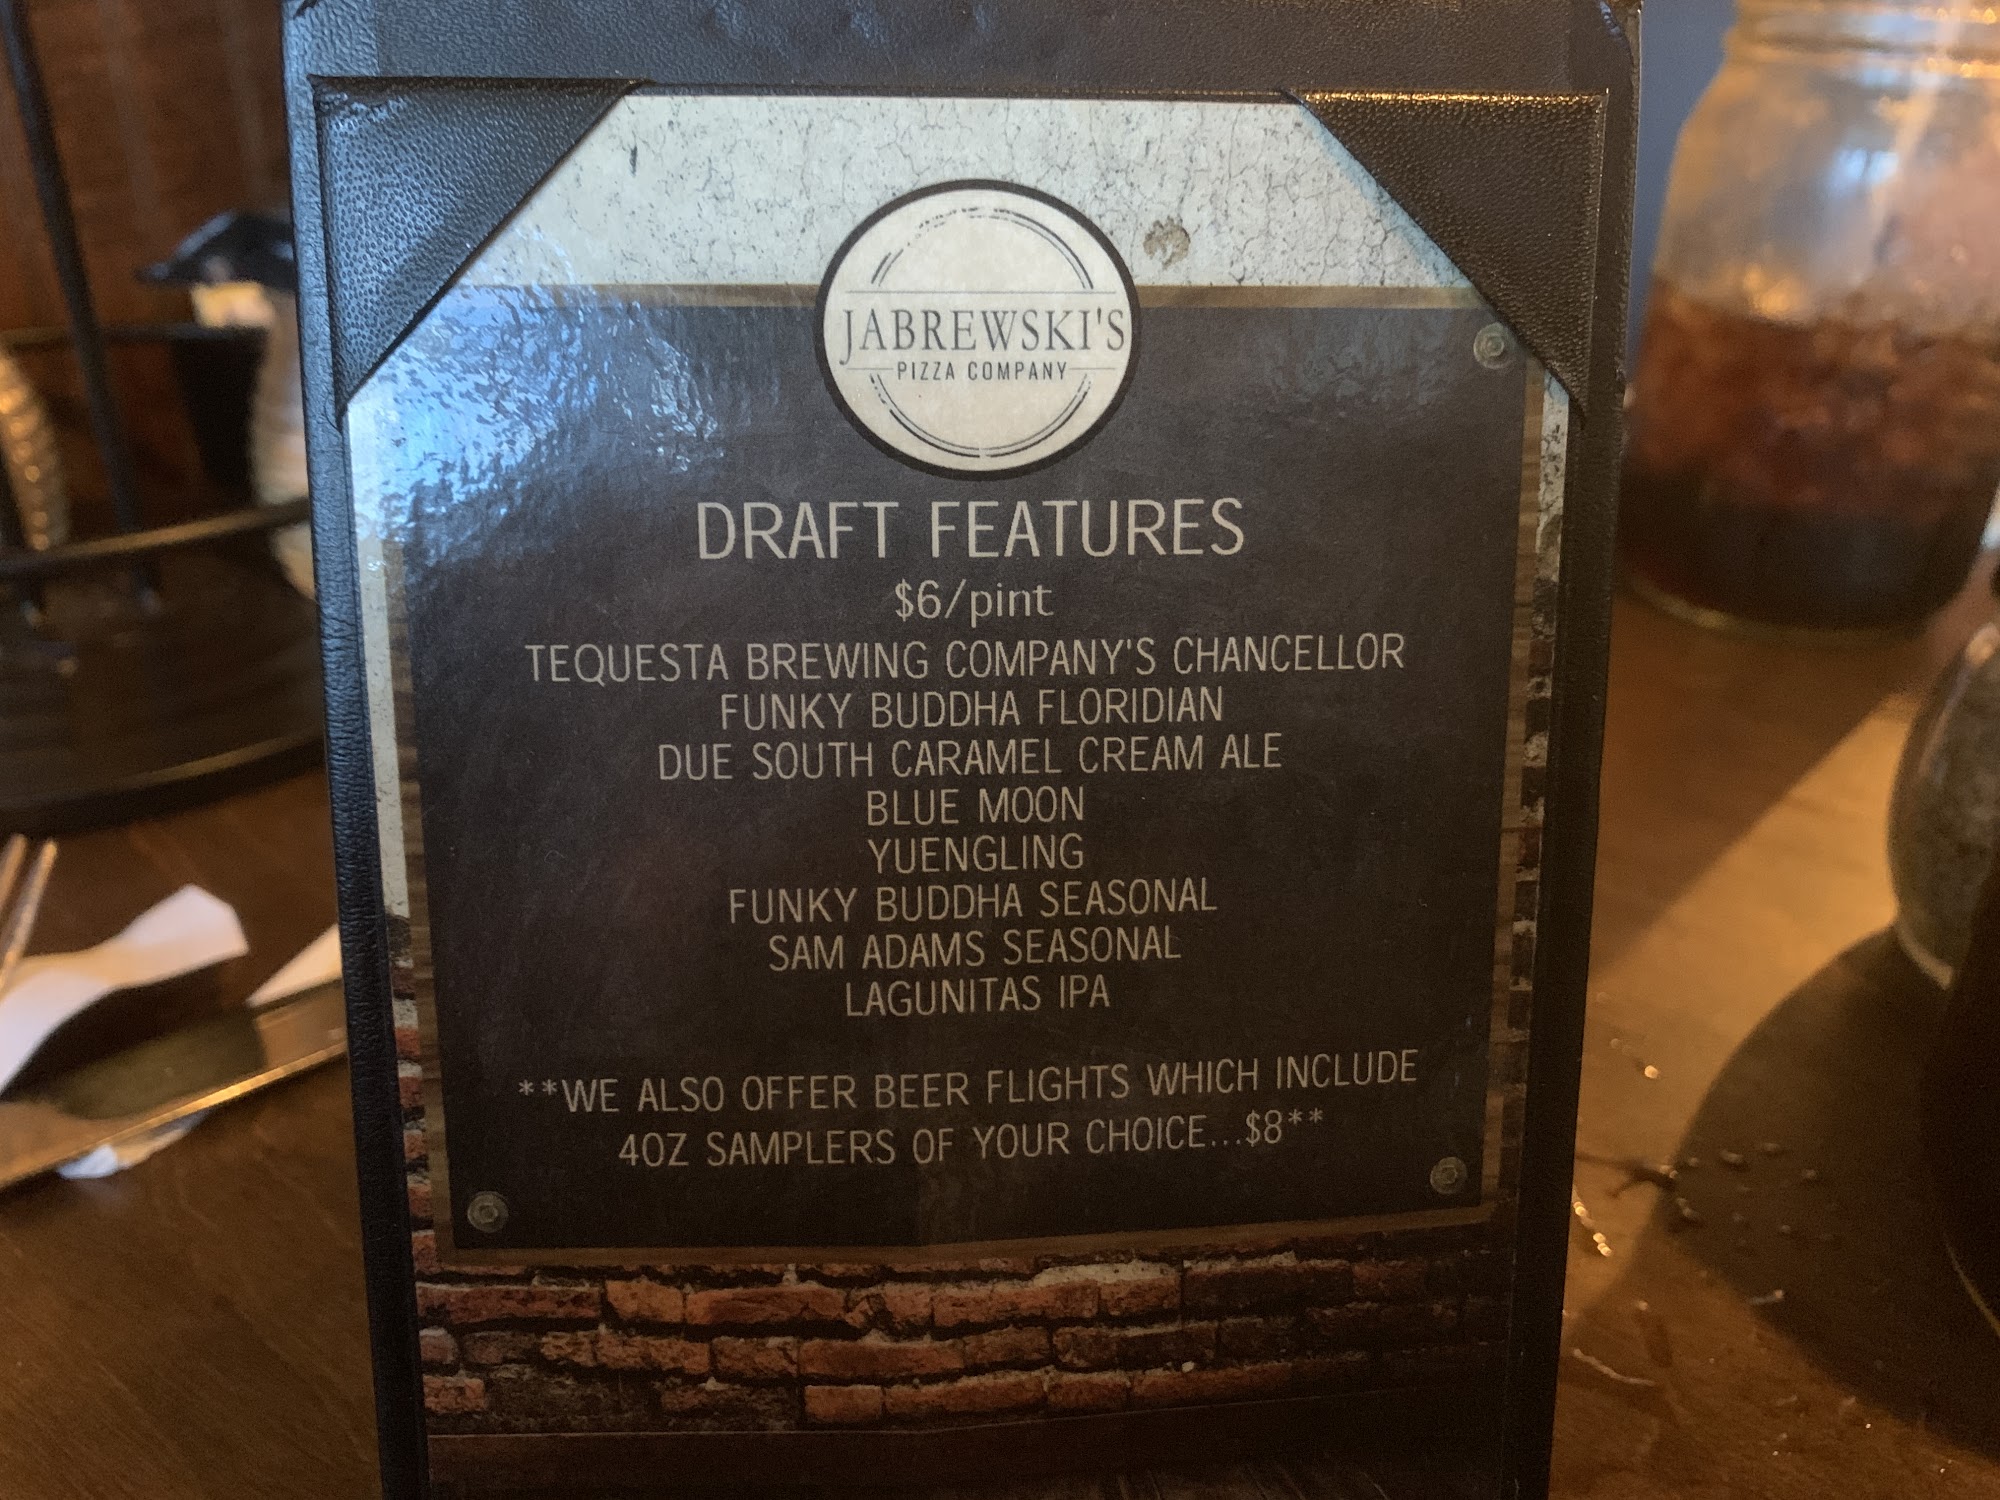 JABREWSKI'S
PIZZA COMPANY
DRAFT FEATURES
$6/pint
TEQUESTA BREWING COMPANY'S CHANCELLOR
FUNKY BUDDHA FLORIDIAN
DUE SOUTH CARAMEL CREAM ALE
BLUE MOON
YUENGLING
FUNKY BUDDHA SEASONAL
SAM ADAMS SEASONAL
LAGUNITAS IPA
**WE ALSO OFFER BEER FLIGHTS WHICH INCLUDE
4OZ SAMPLERS OF YOUR CHOICE...$8**